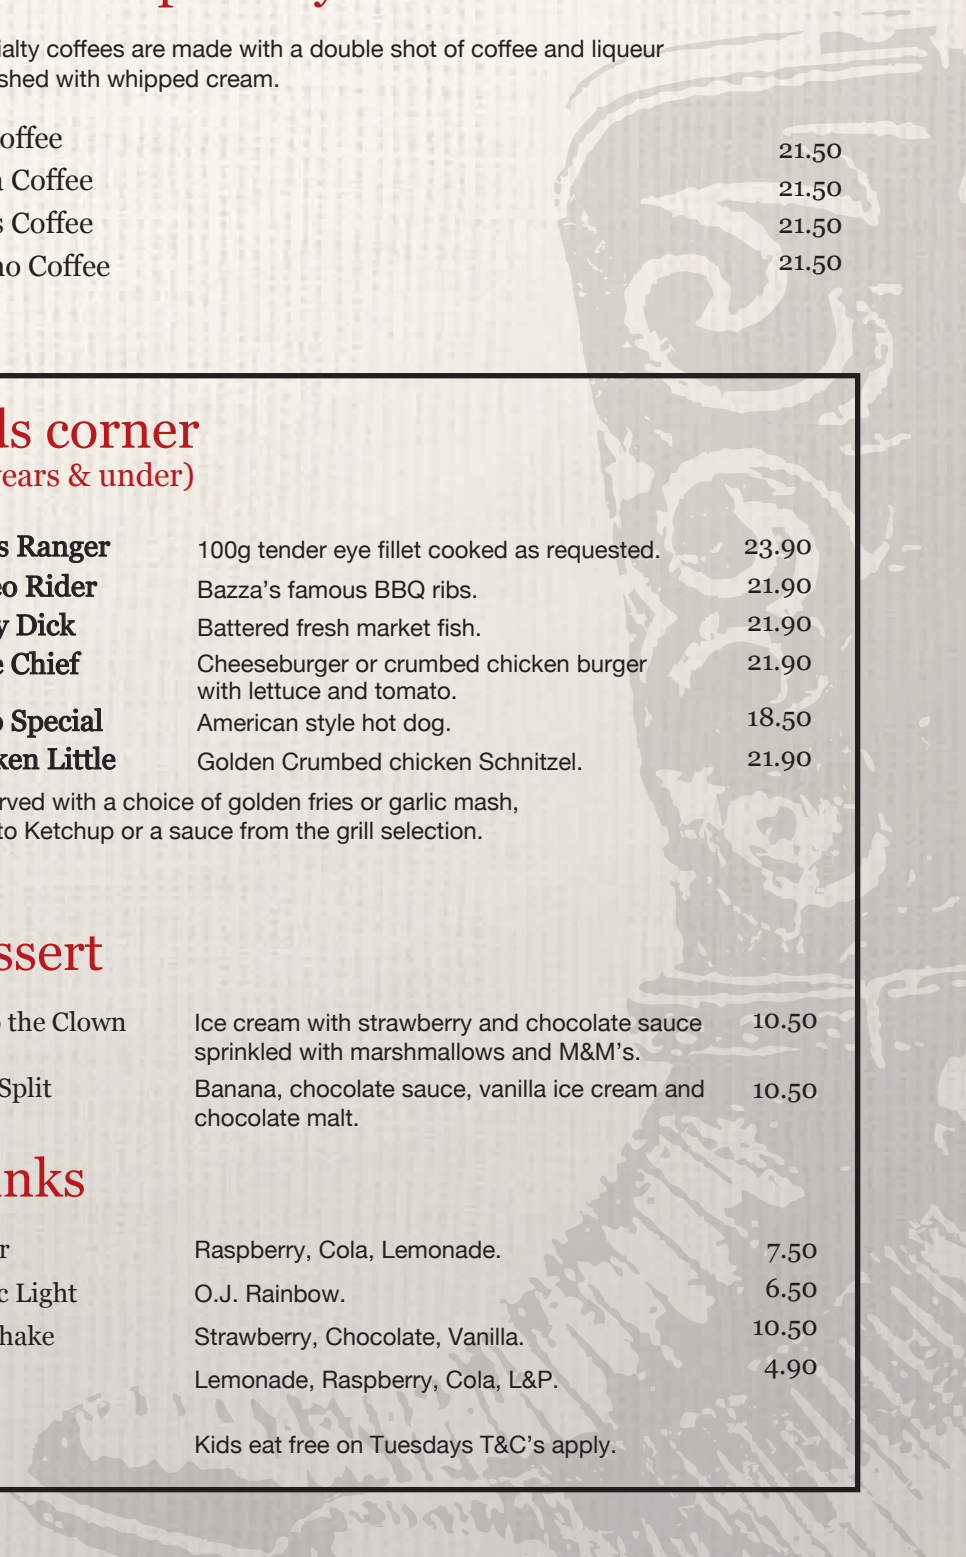 ialty coffees are made with a double shot of coffee and liqueur
shed with whipped cream.
offee 21.50
Coffee 21.50
s Coffee 21.50
no Coffee 21.50
ds corner
years & under)
s Ranger 100g tender eye fillet cooked as requested. 23.90
eo Rider Bazza's famous BBQ ribs. 21.90
y Dick Battered fresh market fish. 21.90
e Chief Cheeseburger or crumbed chicken burger 21.90
with lettuce and tomato.
o Special American style hot dog. 18.50
ken Little Golden Crumbed chicken Schnitzel. 21.90
rved with a choice of golden fries or garlic mash,
to Ketchup or a sauce from the grill selection.
ssert
the Clown Ice cream with strawberry and chocolate sauce 10.50
sprinkled with marshmallows and M&M's.
Split Banana, chocolate sauce, vanilla ice cream and 10.50
chocolate malt.
inks
r Raspberry, Cola, Lemonade. 7.50
c Light O.J. Rainbow. 6.50
hake Strawberry, Chocolate, Vanilla. 10.50
Lemonade, Raspberry, Cola, L&P. 4.90
Kids eat free on Tuesdays T&C's apply.